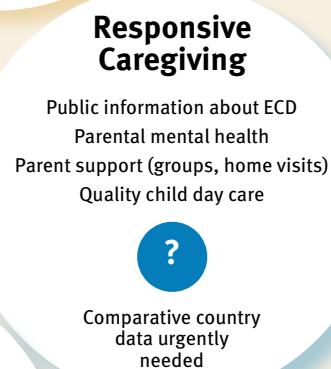 Responsive
Caregiving
Public information about ECD
Parental mental health
Parent support (groups, home visits)
Quality child day care
?
Comparative country
data urgently
needed